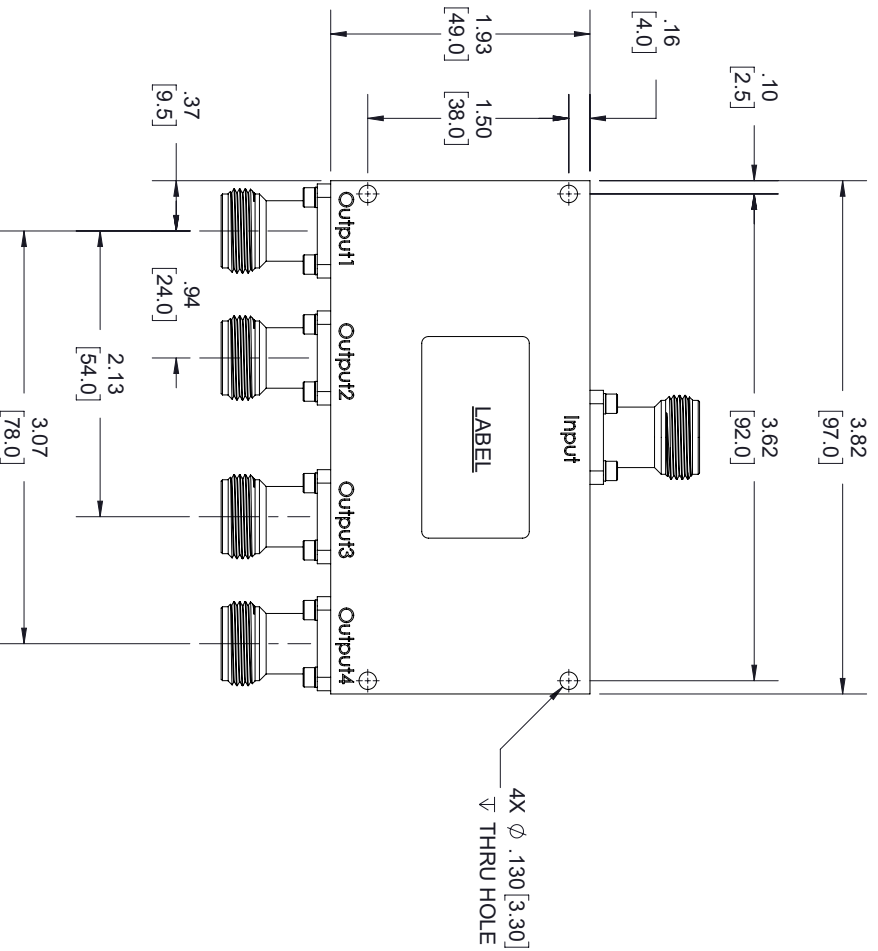 3.82
[97.0]
3.62
[92.0]
.10
[2.5]
.16
[4.0]
1.93
[49.0]
1.50
[38.0]
Input
LABEL
4X ∅ .130 [3.30]
↧ THRU HOLE
Output1
Output2
Output3
Output4
.37
[9.5]
.94
[24.0]
2.13
[54.0]
3.07
[78.0]